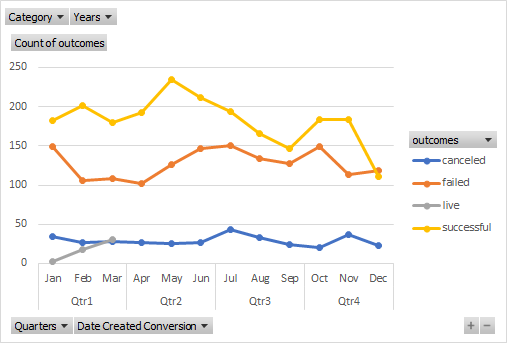 Category Years
Count of outcomes
250
200
150
100
50
0
outcomes
canceled
failed
live
successful
Jan Feb Mar Apr May Jun Jul Aug Sep Oct Nov Dec
Qtr1 Qtr2 Qtr3 Qtr4
Quarters Date Created Conversion + −